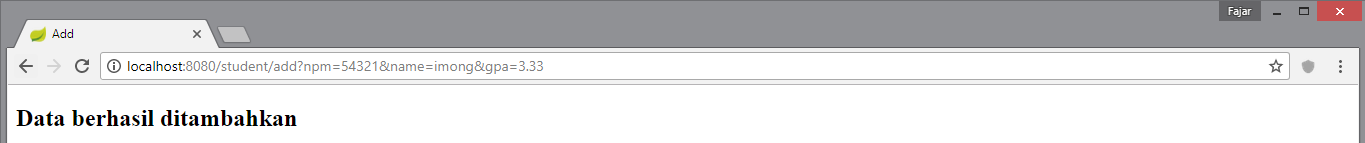 Fajar
Add
localhost:8080/student/add?npm=54321&name=imong&gpa=3.33
Data berhasil ditambahkan